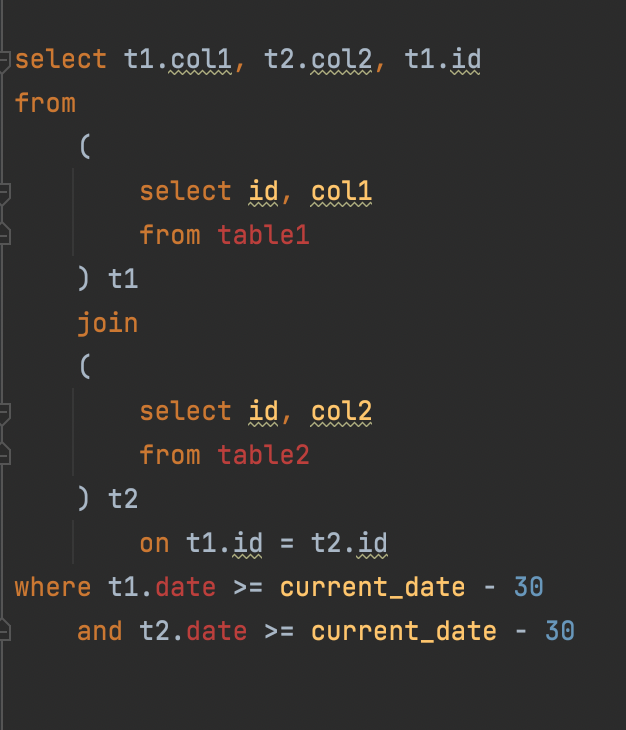 select t1.col1, t2.col2, t1.id
from
(
select id, col1
from table1
) t1
join
(
select id, col2
from table2
) t2
on t1.id = t2.id
where t1.date >= current_date - 30
and t2.date >= current_date - 30